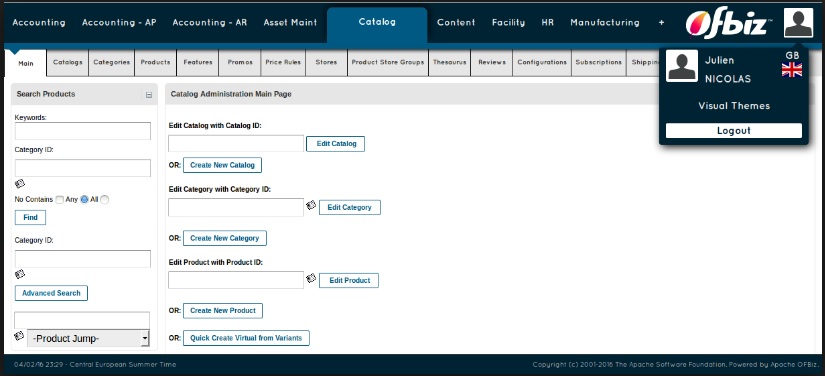 Accounting Accounting - AP Accounting - AR Asset Maint Catalog Content Facility HR Manufacturing + Ofbiz™
Main Catalogs Categories Products Features Promos Price Rules Stores Product Store Groups Thesaurus Reviews Configurations Subscriptions Shippin
Julien GB
NICOLAS
Visual Themes
Logout
Search Products
Keywords:
Category ID:
No Contains Any All
Find
Category ID:
Advanced Search
-Product Jump-
Catalog Administration Main Page
Edit Catalog with Catalog ID:
Edit Catalog
OR: Create New Catalog
Edit Category with Category ID:
Edit Category
OR: Create New Category
Edit Product with Product ID:
Edit Product
OR: Create New Product
OR: Quick Create Virtual from Variants
04/02/16 23:29 - Central European Summer Time Copyright (c) 2001-2016 The Apache Software Foundation. Powered by Apache OFBiz.